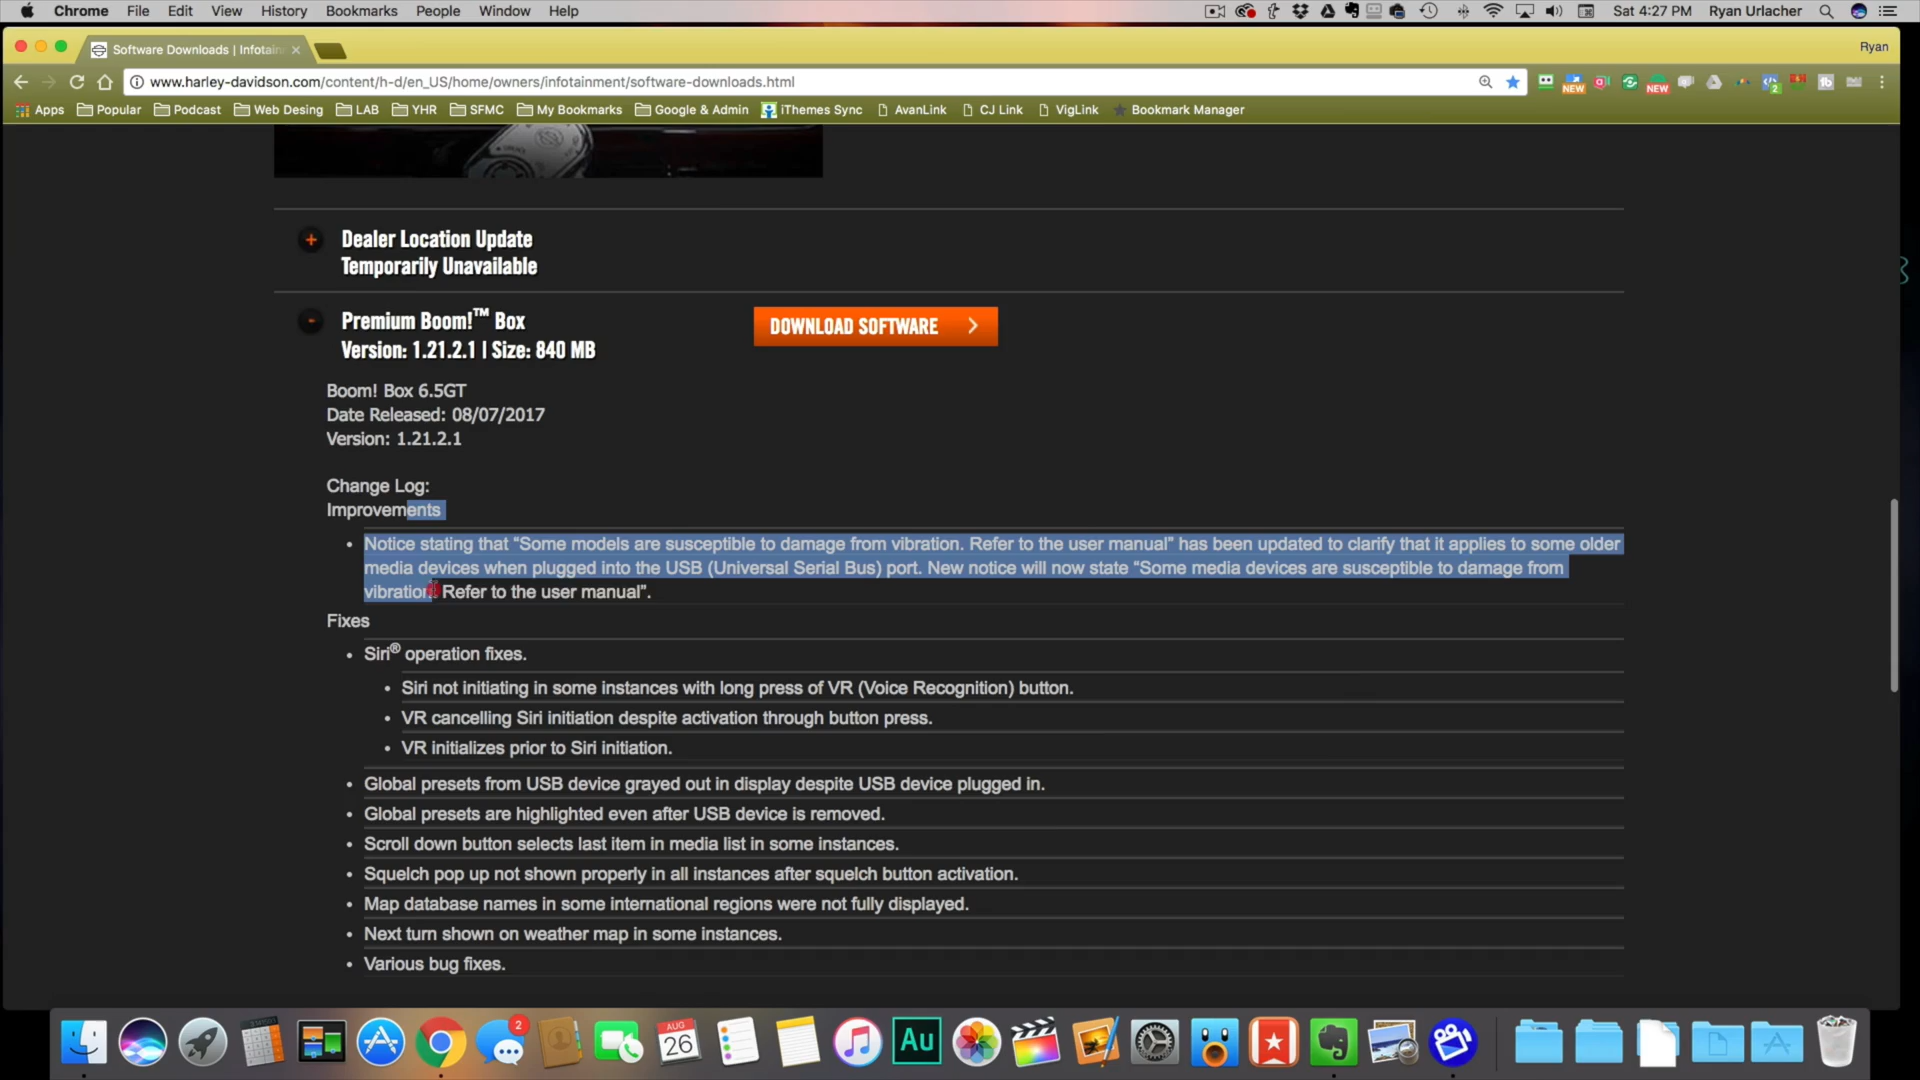 Chrome File Edit View History Bookmarks People Window Help Sat 4:27 PM Ryan Urlacher
Software Downloads | Infotain Ryan
www.harley-davidson.com/content/h-d/en_US/home/owners/infotainment/software-downloads.html
NEW NEW 2
Apps Popular Podcast Web Desing LAB YHR SFMC My Bookmarks Google & Admin iThemes Sync AvanLink CJ Link VigLink Bookmark Manager
Dealer Location Update
Temporarily Unavailable
Premium Boom!™ Box
Version: 1.21.2.1 | Size: 840 MB
DOWNLOAD SOFTWARE
Boom! Box 6.5GT
Date Released: 08/07/2017
Version: 1.21.2.1
Change Log:
Improvements
• Notice stating that “Some models are susceptible to damage from vibration. Refer to the user manual” has been updated to clarify that it applies to some older
media devices when plugged into the USB (Universal Serial Bus) port. New notice will now state “Some media devices are susceptible to damage from
vibration. Refer to the user manual”.
Fixes
• Siri® operation fixes.
• Siri not initiating in some instances with long press of VR (Voice Recognition) button.
• VR cancelling Siri initiation despite activation through button press.
• VR initializes prior to Siri initiation.
• Global presets from USB device grayed out in display despite USB device plugged in.
• Global presets are highlighted even after USB device is removed.
• Scroll down button selects last item in media list in some instances.
• Squelch pop up not shown properly in all instances after squelch button activation.
• Map database names in some international regions were not fully displayed.
• Next turn shown on weather map in some instances.
• Various bug fixes.
2
AUG
26
Au